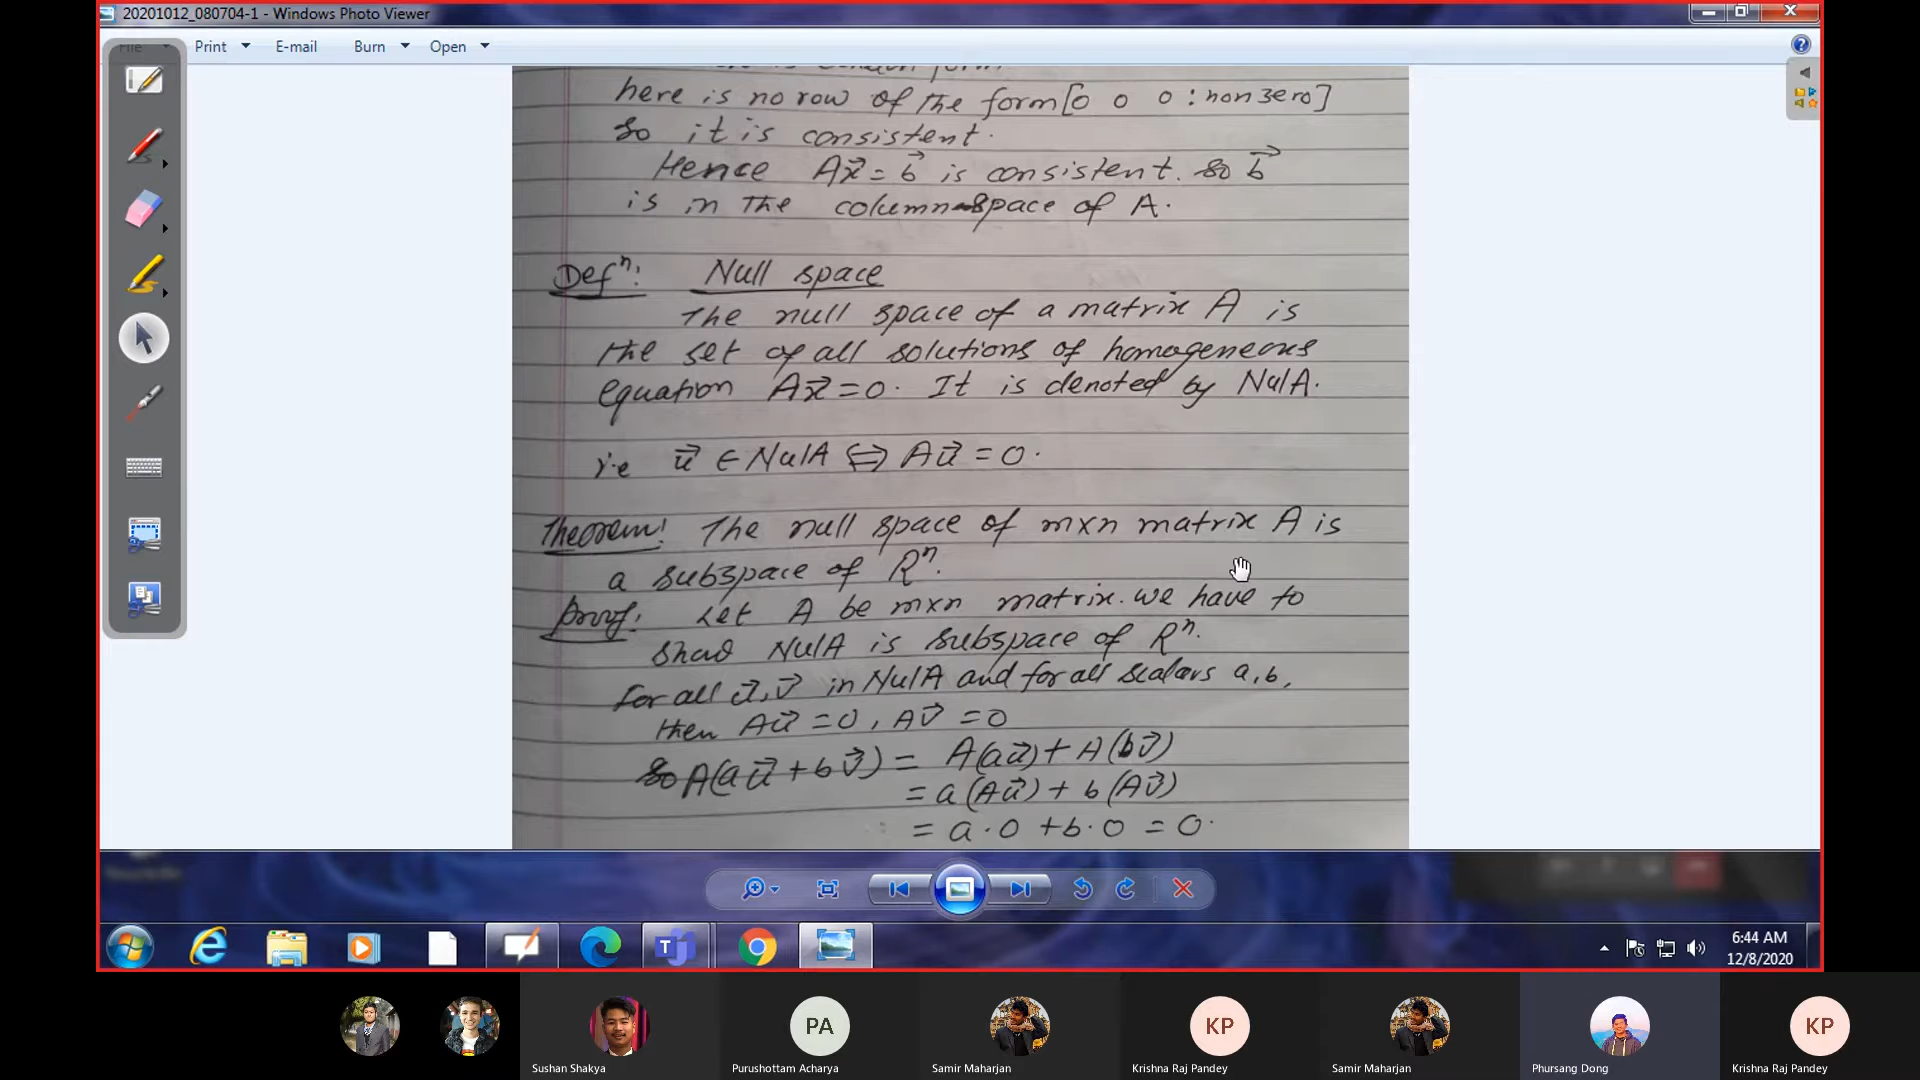 20201012_080704-1 - Windows Photo Viewer
File Print E-mail Burn Open
here is no row of the form [0 0 0 : nonzero]
so it is consistent.
Hence Ax⃗ = b⃗ is consistent. so b⃗
is in the column space of A.
Defⁿ: Null space
The null space of a matrix A is
the set of all solutions of homogeneous
equation Ax⃗ = 0. It is denoted by NulA.
i.e u⃗ ∈ NulA ⇔ Au⃗ = 0.
Theorem: The null space of mxn matrix A is
a subspace of Rⁿ.
Proof: Let A be mxn matrix. we have to
show NulA is subspace of Rⁿ.
for all u⃗, v⃗ in NulA and for all scalars a, b,
then Au⃗ = 0, Av⃗ = 0
so A(au⃗ + bv⃗) = A(au⃗) + A(bv⃗)
= a(Au⃗) + b(Av⃗)
= a·0 + b·0 = 0.
6:44 AM
12/8/2020
PA KP KP
Sushan Shakya Purushottam Acharya Samir Maharjan Krishna Raj Pandey Samir Maharjan Phursang Dong Krishna Raj Pandey